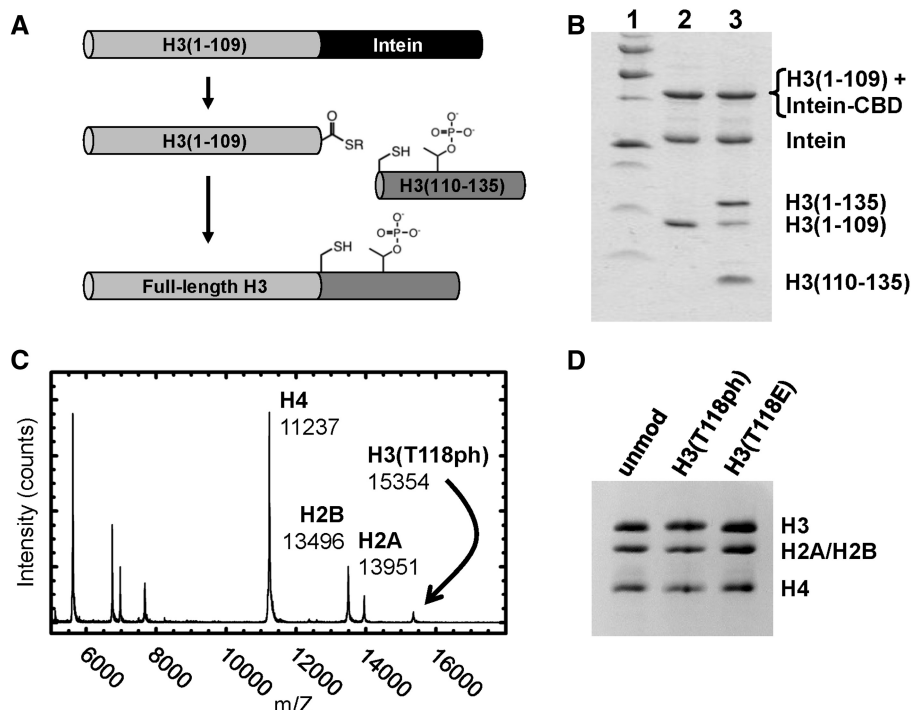 A
H3(1-109)
Intein
H3(1-109)
O
SR
SH
O-
O=P-O-
O
H3(110-135)
SH
O-
O=P-O-
O
Full-length H3
B
1 2 3
H3(1-109) +
Intein-CBD
Intein
H3(1-135)
H3(1-109)
H3(110-135)
C
Intensity (counts)
H4
11237
H3(T118ph)
15354
H2B
13496
H2A
13951
6000 8000 10000 12000 14000 16000
m/Z
D
unmod
H3(T118ph)
H3(T118E)
H3
H2A/H2B
H4